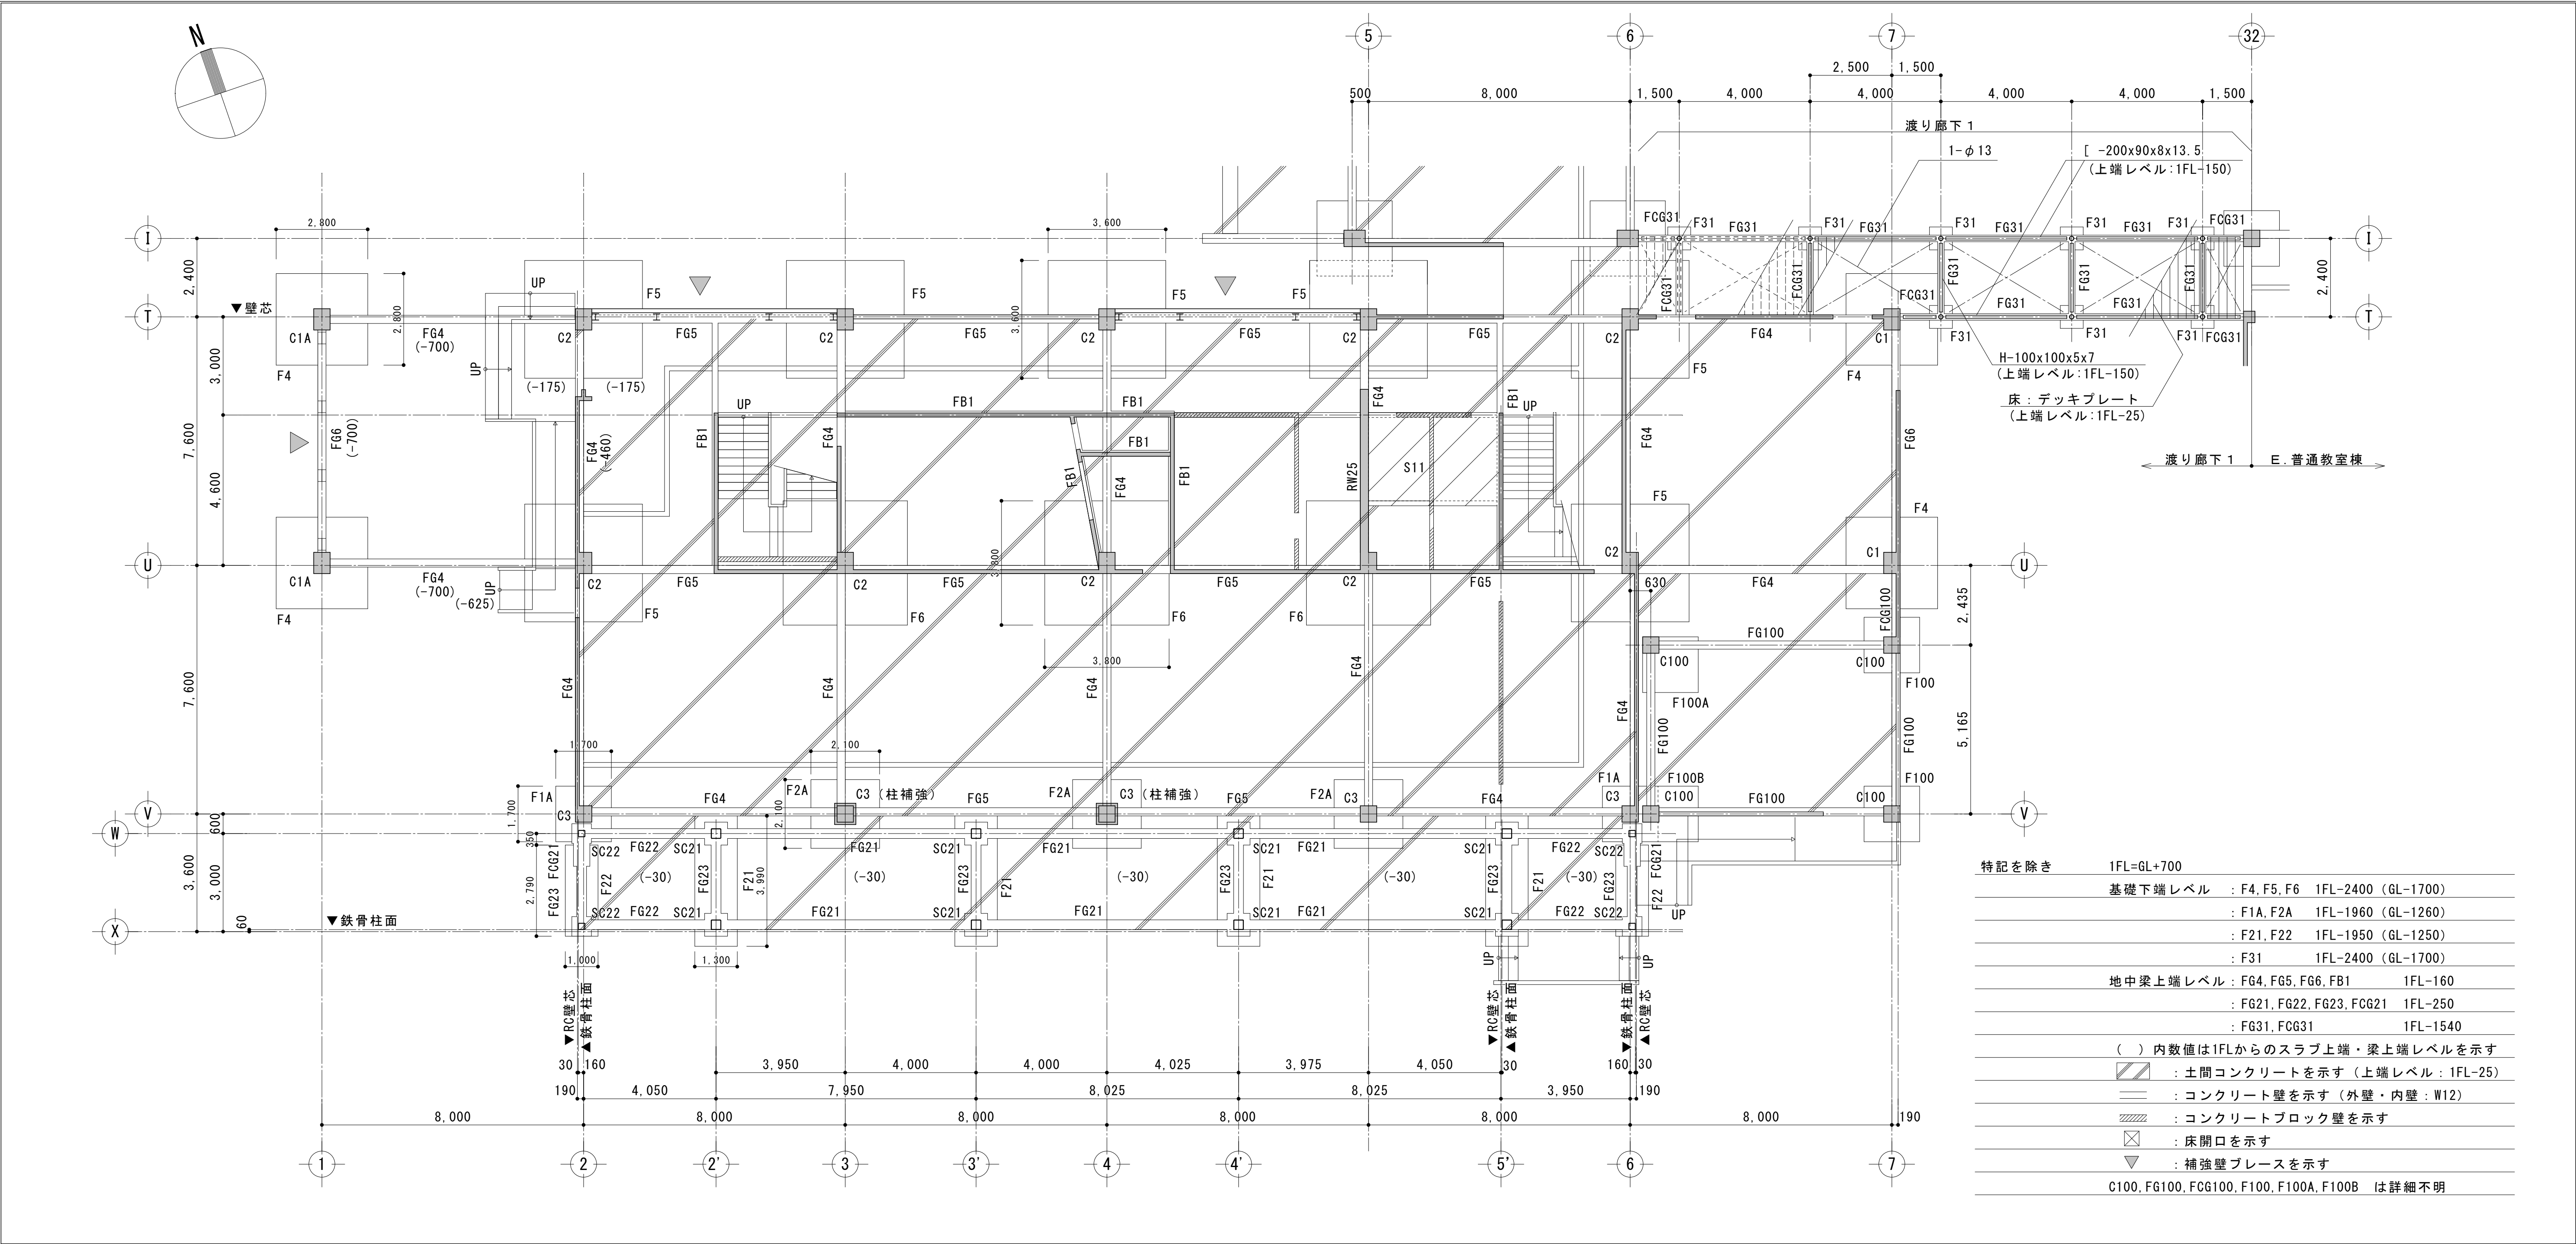 N
5 6 7 32
2,500 1,500
500 8,000 1,500 4,000 4,000 4,000 4,000 1,500
渡り廊下1
1-φ13
[ -200x90x8x13.5
(上端レベル:1FL-150)
2,800 3,600
FCG31 F31 FG31 F31 FG31 F31 FG31 F31 FG31 F31 FCG31
I I
2,400 UP 2,400
FCG31 FCG31 FG31 FG31 FG31
F5 F5 F5 F5 FCG31 FG31 FG31
2,800 3,600
T ▼壁芯 T
C1A FG4 C2 FG5 C2 FG5 C2 FG5 C2 FG5 C2 FG4 C1 F31 F31 F31 FCG31
(-700)
H-100x100x5x7
(上端レベル:1FL-150)
F4 UP F5 F4
(-175) (-175)
3,000
床:デッキプレート
(上端レベル:1FL-25)
7,600
UP FB1 FB1 FG4 FB1 UP
FG6
(-700)
FG4
(-460)
FB1 FG4 FB1 FG4 FG6
FB1 FG4 FB1 RW25 S11
渡り廊下1 E.普通教室棟
4,600
F5 F4
3,800
U U
C1A FG4 C2 FG5 C2 FG5 C2 FG5 C2 FG5 C2 FG4 C1
(-700)
UP
(-625)
630
F4 F5 F6 F6 F6
FCG100 2,435
FG100
C100 C100
F100
F100A
3,800
7,600
FG4 FG4 FG4 FG4 FG4 FG100 FG100
5,165
1,700 2,100
F1A F2A F2A F1A F100B F100
1,700 2,100
C3 FG4 C3(柱補強) FG5 C3(柱補強) FG5 C3 FG4 C3 C100 FG100 C100
V V
600
W
350
FCG21 SC22 FG22 SC21 FG21 SC21 FG21 SC21 FG21 SC21 FG22 SC22 FCG21
3,600 3,000
2,790 3,990
FG23 F22 (-30) FG23 F21 (-30) FG23 F21 (-30) FG23 F21 (-30) F21 (-30) FG23 F22
SC22 FG22 SC21 FG21 SC21 FG21 SC21 FG21 SC21 FG22 SC22
UP
X 60 ▼鉄骨柱面
1,000 1,300
UP UP
▼RC壁芯
▲鉄骨柱面
▼RC壁芯
▲鉄骨柱面
▼鉄骨柱面
▲RC壁芯
30 160 3,950 4,000 4,000 4,025 3,975 4,050 30 160 30
190 4,050 7,950 8,025 8,025 3,950 190
8,000 8,000 8,000 8,000 8,000 8,000 190
1 2 2' 3 3' 4 4' 5' 6 7
特記を除き 1FL=GL+700
基礎下端レベル :F4,F5,F6 1FL-2400(GL-1700)
:F1A,F2A 1FL-1960(GL-1260)
:F21,F22 1FL-1950(GL-1250)
:F31 1FL-2400(GL-1700)
地中梁上端レベル:FG4,FG5,FG6,FB1 1FL-160
:FG21,FG22,FG23,FCG21 1FL-250
:FG31,FCG31 1FL-1540
( )内数値は1FLからのスラブ上端・梁上端レベルを示す
:土間コンクリートを示す(上端レベル:1FL-25)
:コンクリート壁を示す(外壁・内壁:W12)
:コンクリートブロック壁を示す
:床開口を示す
:補強壁ブレースを示す
C100,FG100,FCG100,F100,F100A,F100B は詳細不明